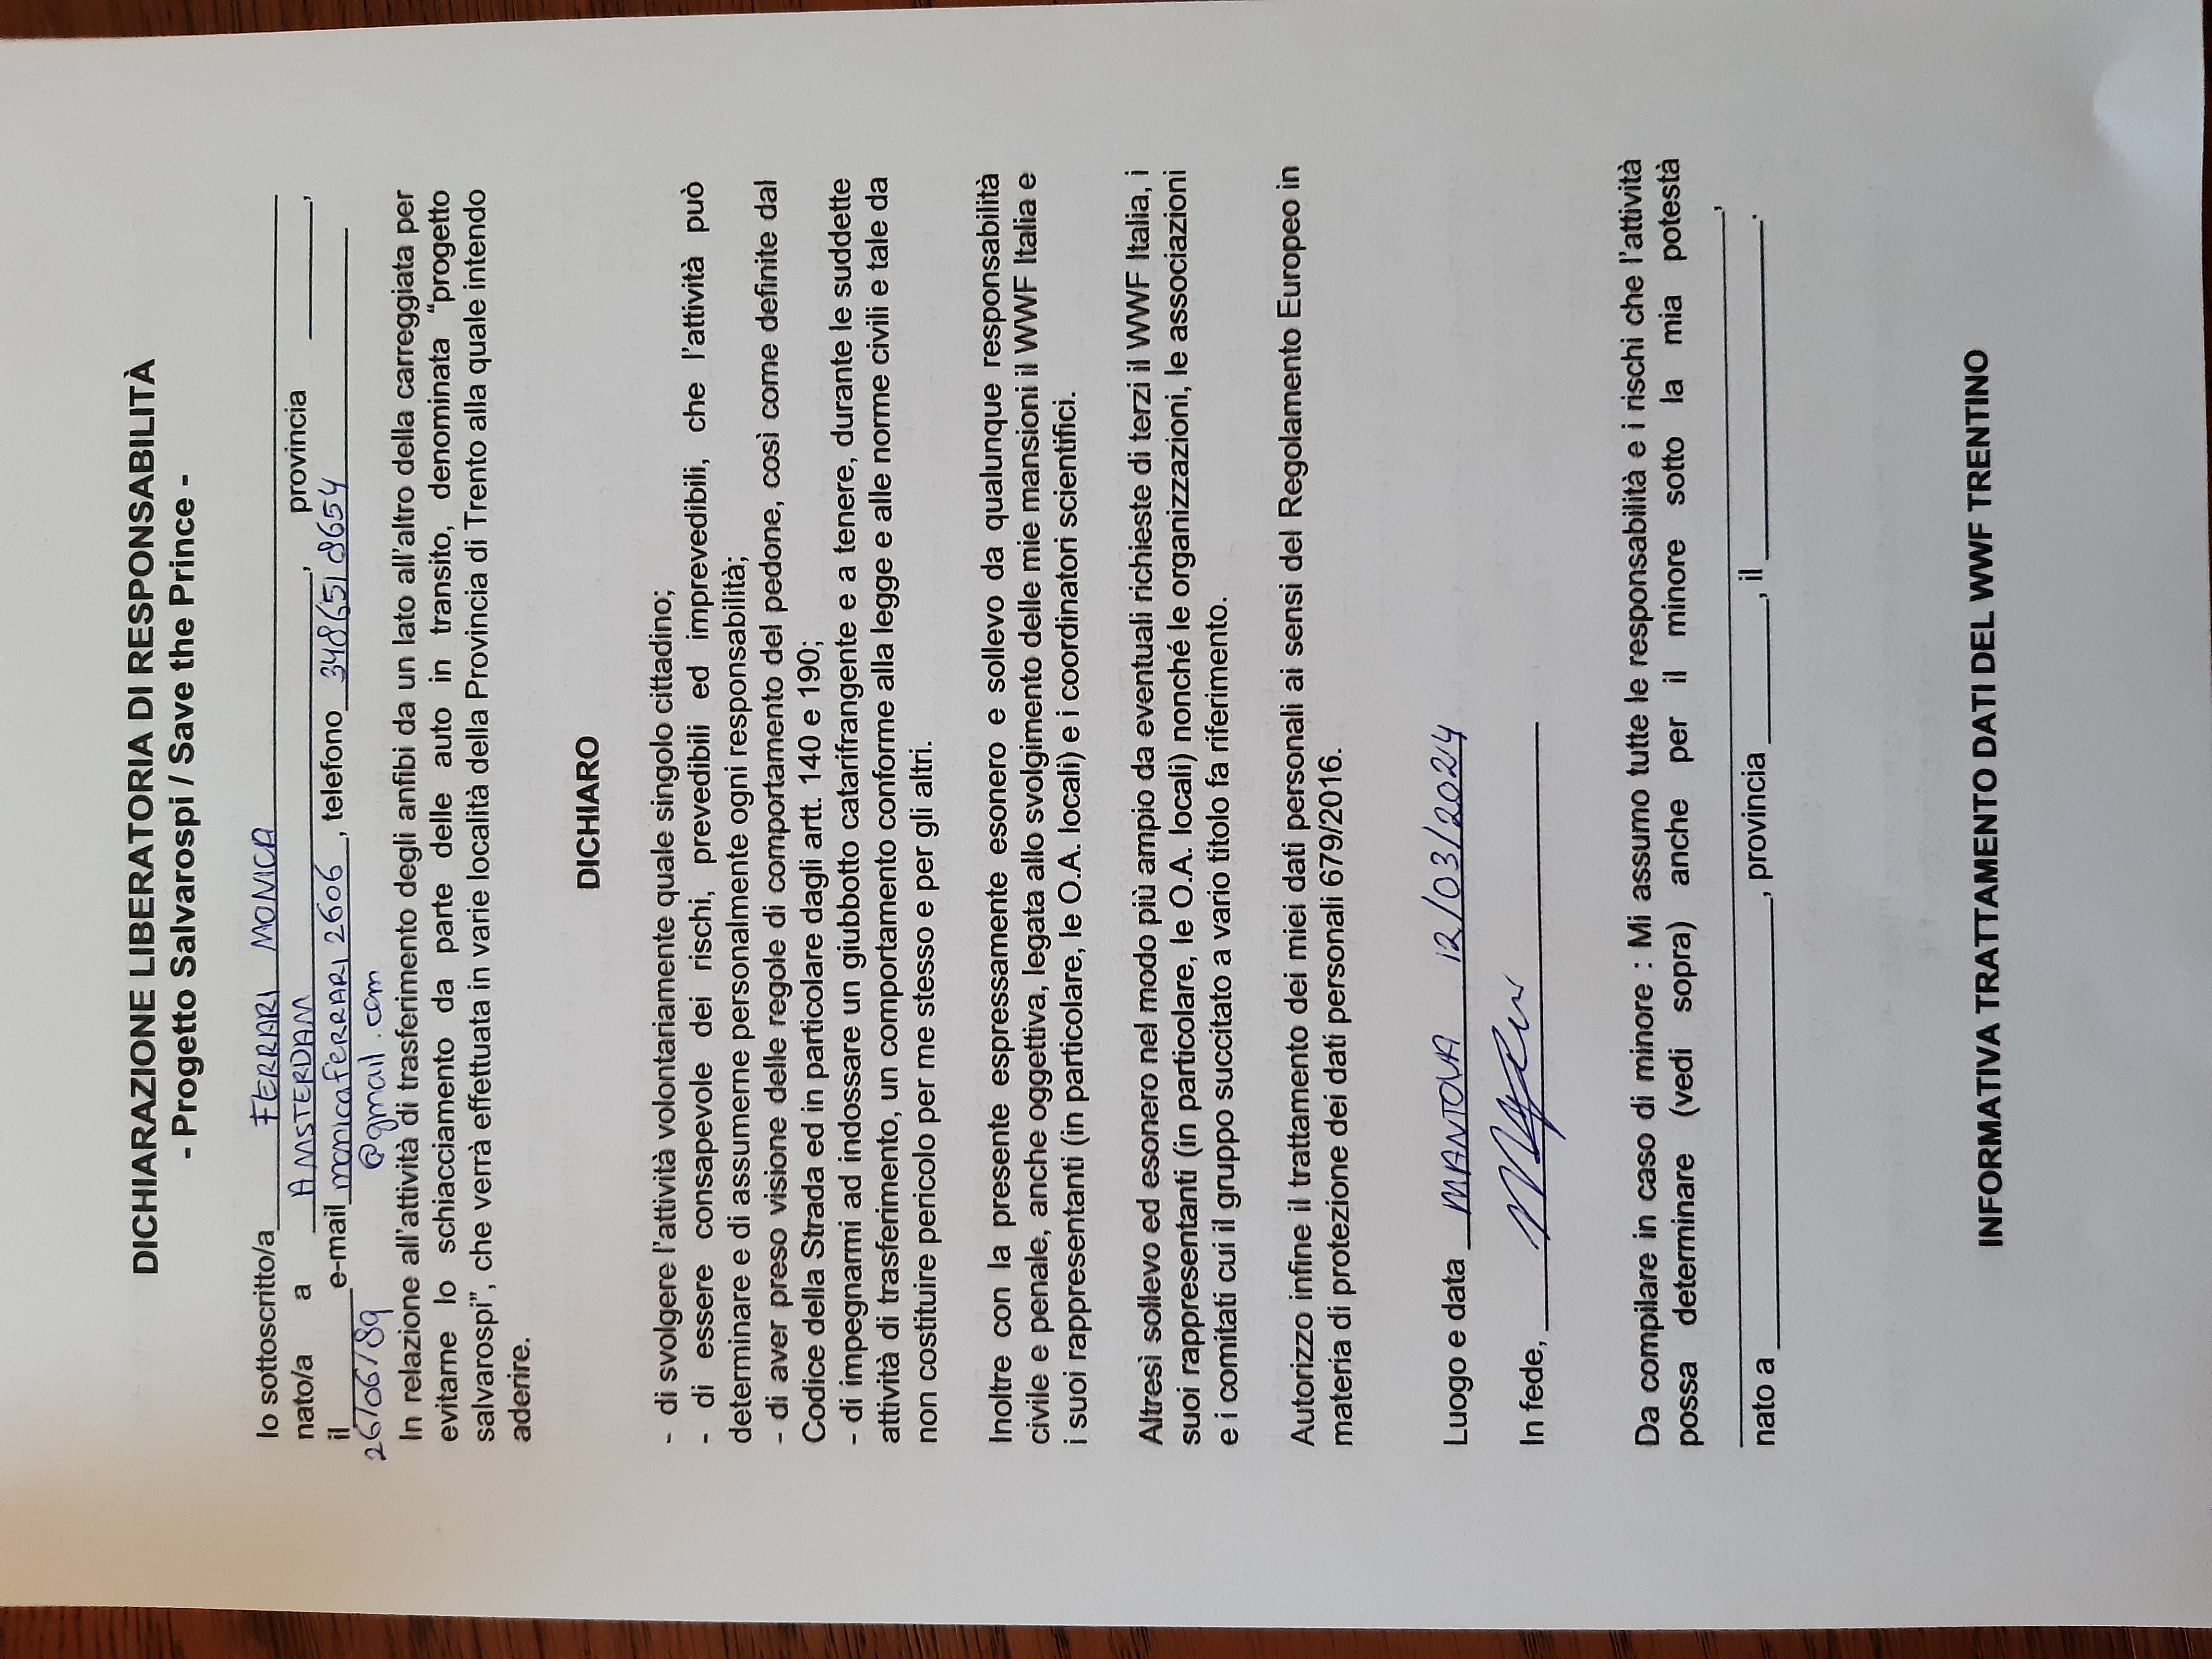 DICHIARAZIONE LIBERATORIA DI RESPONSABILITÀ
- Progetto Salvarospi / Save the Prince -
Io sottoscritto/a FERRARI MONICA
nato/a a AMSTERDAM, provincia ,
il e-mail monicaFERRARI2606, telefono 3486518654
26/06/89 @gmail.com
In relazione all'attività di trasferimento degli anfibi da un lato all'altro della carreggiata per
evitarne lo schiacciamento da parte delle auto in transito, denominata “progetto
salvarospi”, che verrà effettuata in varie località della Provincia di Trento alla quale intendo
aderire.
DICHIARO
- di svolgere l'attività volontariamente quale singolo cittadino;
- di essere consapevole dei rischi, prevedibili ed imprevedibili, che l'attività può
determinare e di assumerne personalmente ogni responsabilità;
- di aver preso visione delle regole di comportamento del pedone, così come definite dal
Codice della Strada ed in particolare dagli artt. 140 e 190;
- di impegnarmi ad indossare un giubbotto catarifrangente e a tenere, durante le suddette
attività di trasferimento, un comportamento conforme alla legge e alle norme civili e tale da
non costituire pericolo per me stesso e per gli altri.
Inoltre con la presente espressamente esonero e sollevo da qualunque responsabilità
civile e penale, anche oggettiva, legata allo svolgimento delle mie mansioni il WWF Italia e
i suoi rappresentanti (in particolare, le O.A. locali) e i coordinatori scientifici.
Altresì sollevo ed esonero nel modo più ampio da eventuali richieste di terzi il WWF Italia, i
suoi rappresentanti (in particolare, le O.A. locali) nonché le organizzazioni, le associazioni
e i comitati cui il gruppo succitato a vario titolo fa riferimento.
Autorizzo infine il trattamento dei miei dati personali ai sensi del Regolamento Europeo in
materia di protezione dei dati personali 679/2016.
Luogo e data MANTOVA 12/03/2024
In fede,
Da compilare in caso di minore : Mi assumo tutte le responsabilità e i rischi che l'attività
possa determinare (vedi sopra) anche per il minore sotto la mia potestà
,
nato a , provincia , il .
INFORMATIVA TRATTAMENTO DATI DEL WWF TRENTINO